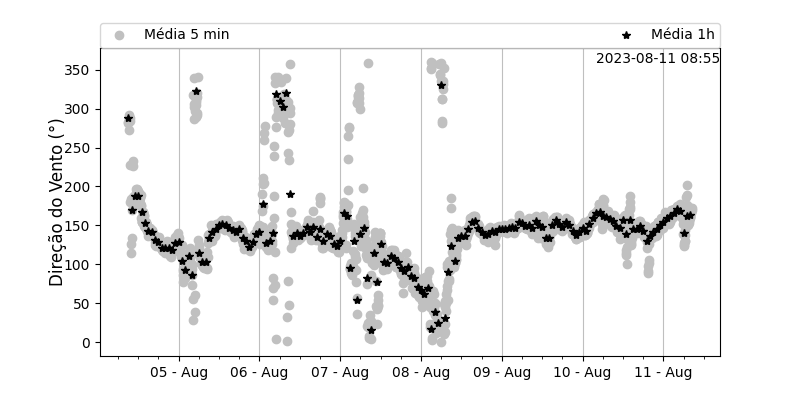 Média 5 min
Média 1h
2023-08-11 08:55
Direção do Vento (°)
350
300
250
200
150
100
50
0
05 - Aug
06 - Aug
07 - Aug
08 - Aug
09 - Aug
10 - Aug
11 - Aug